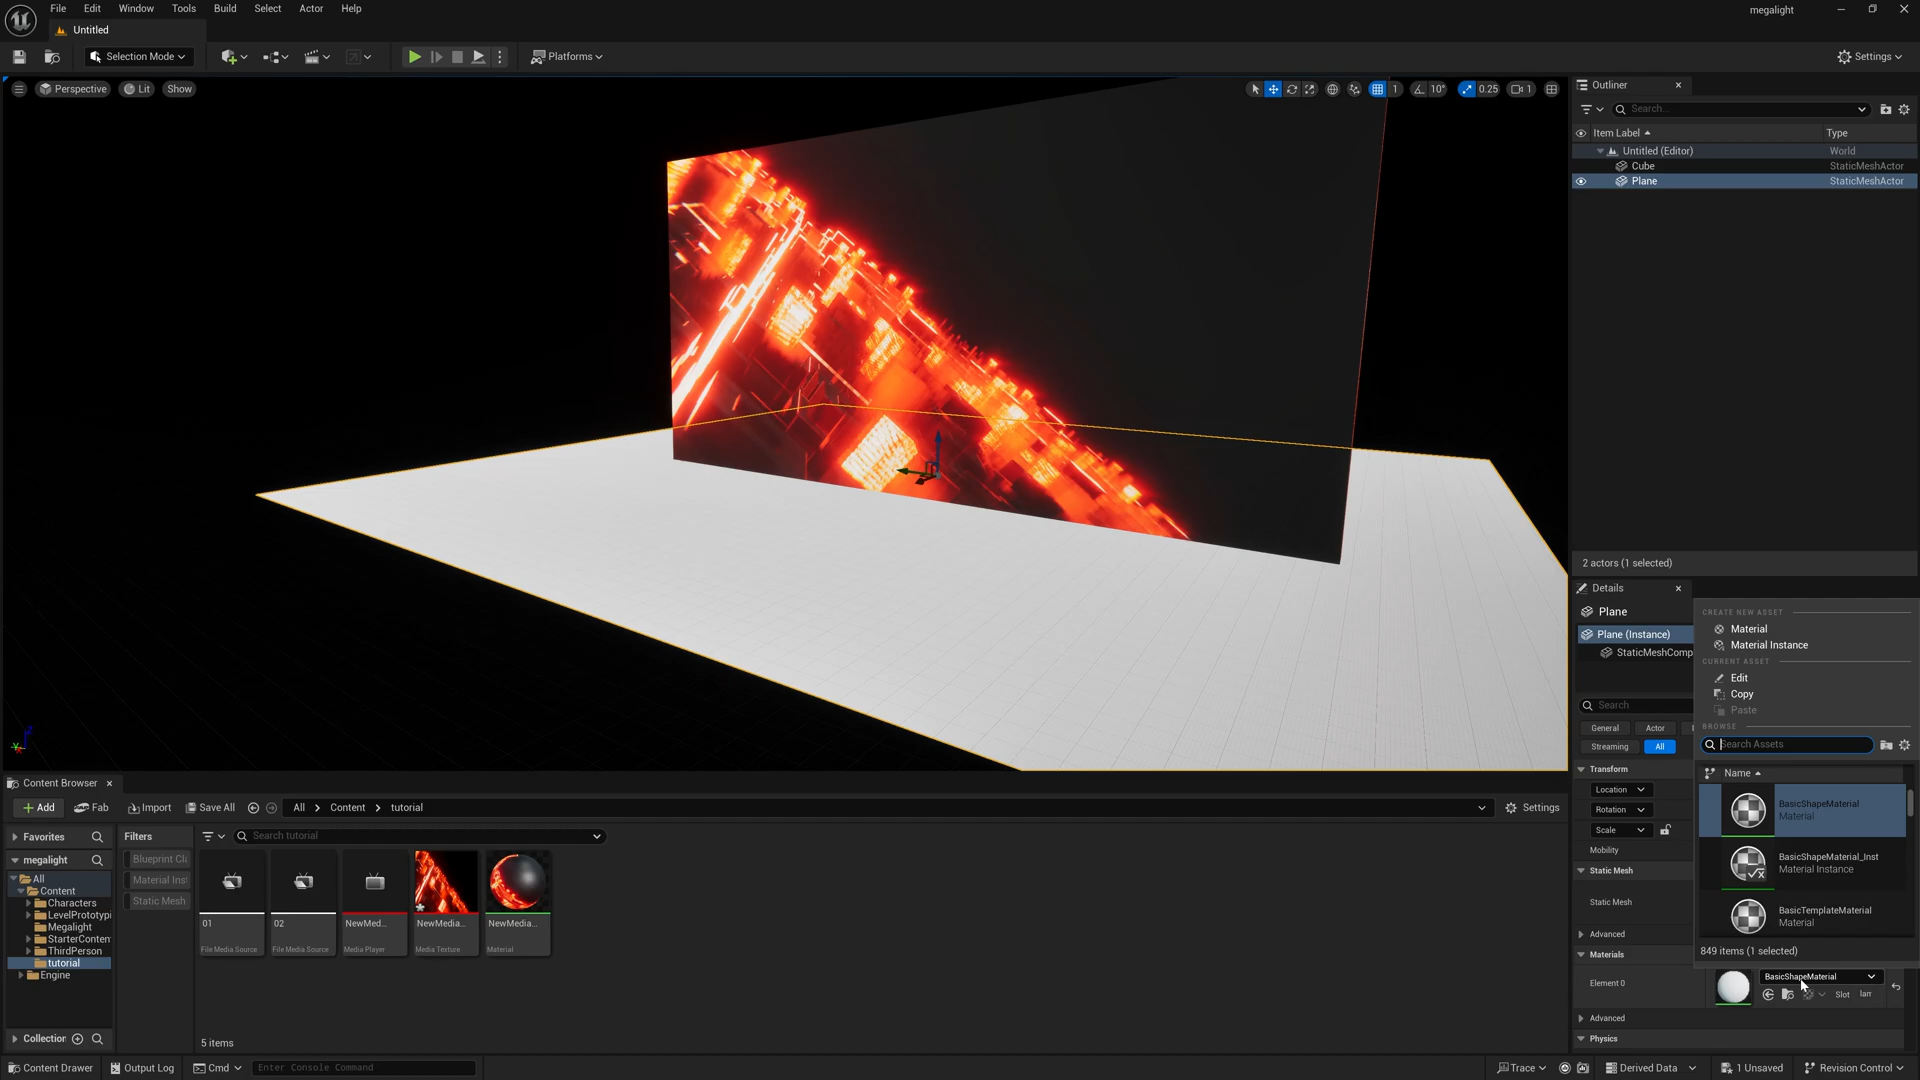 File Edit Window Tools Build Select Actor Help
megalight
Untitled
Selection Mode
Platforms
Settings
Perspective
Lit
Show
1
10°
0.25
1
Outliner
Search...
Item Label
Type
Untitled (Editor)
World
Cube
StaticMeshActor
Plane
StaticMeshActor
2 actors (1 selected)
Details
Plane
Plane (Instance)
StaticMeshComp
Search
General
Actor
Streaming
All
Transform
Location
Rotation
Scale
Mobility
Static Mesh
Static Mesh
Advanced
Materials
Element 0
Advanced
Physics
CREATE NEW ASSET
Material
Material Instance
CURRENT ASSET
Edit
Copy
Paste
BROWSE
Search Assets
Name
BasicShapeMaterial
Material
BasicShapeMaterial_Inst
Material Instance
BasicTemplateMaterial
Material
849 items (1 selected)
BasicShapeMaterial
Slot
Content Browser
Add
Fab
Import
Save All
All
Content
tutorial
Settings
Favorites
megalight
All
Content
Characters
LevelPrototypi
Megalight
StarterConten
ThirdPerson
tutorial
Engine
Collection
Filters
Blueprint Cl
Material Ins
Static Mesh
Search tutorial
01
File Media Source
02
File Media Source
NewMed...
Media Player
NewMedia...
Media Texture
NewMedia...
Material
5 items
Content Drawer
Output Log
Cmd
Enter Console Command
Trace
Derived Data
1 Unsaved
Revision Control